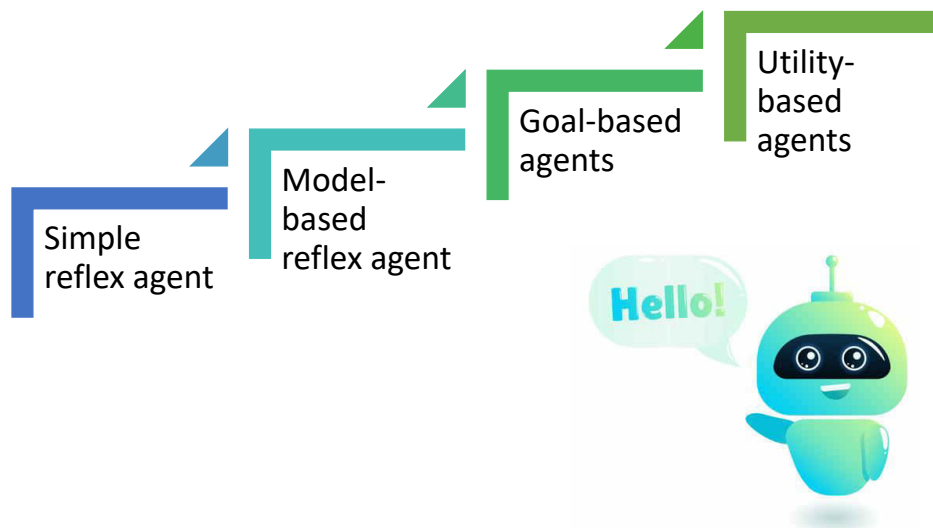 Simple
reflex agent
Model-
based
reflex agent
Goal-based
agents
Utility-
based
agents
Hello!